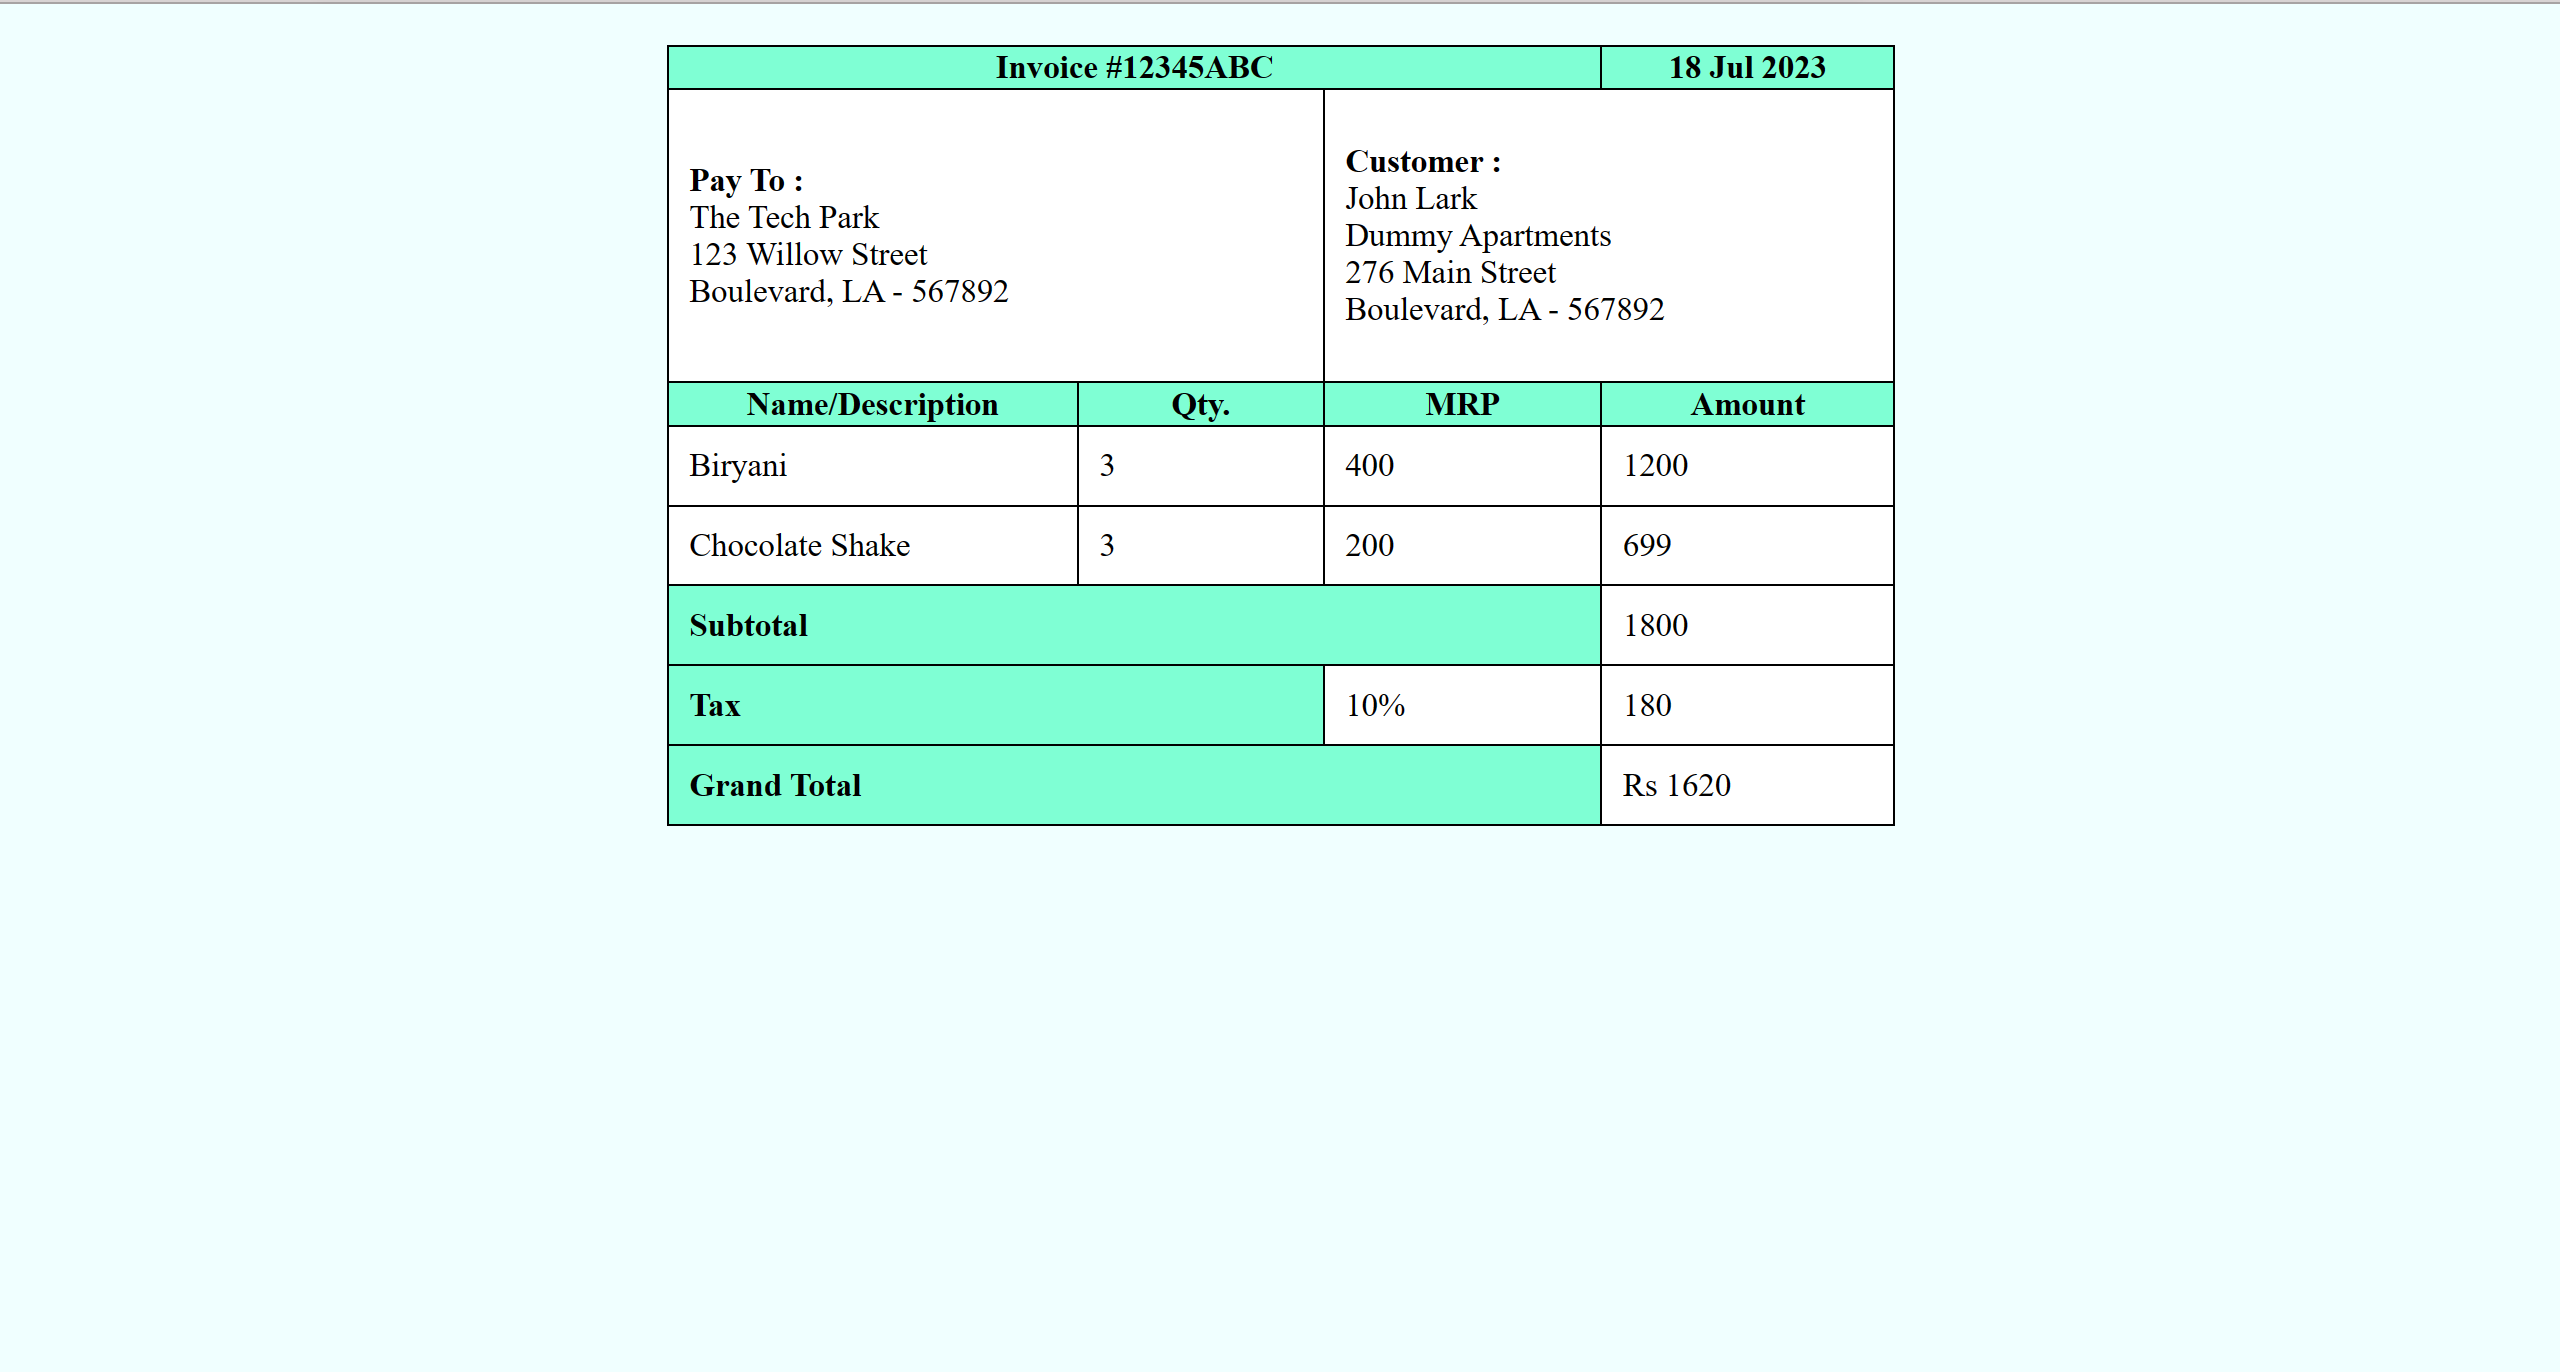 Invoice #12345ABC 18 Jul 2023
Pay To :
The Tech Park
123 Willow Street
Boulevard, LA - 567892
Customer :
John Lark
Dummy Apartments
276 Main Street
Boulevard, LA - 567892
Name/Description Qty. MRP Amount
Biryani 3 400 1200
Chocolate Shake 3 200 699
Subtotal 1800
Tax 10% 180
Grand Total Rs 1620